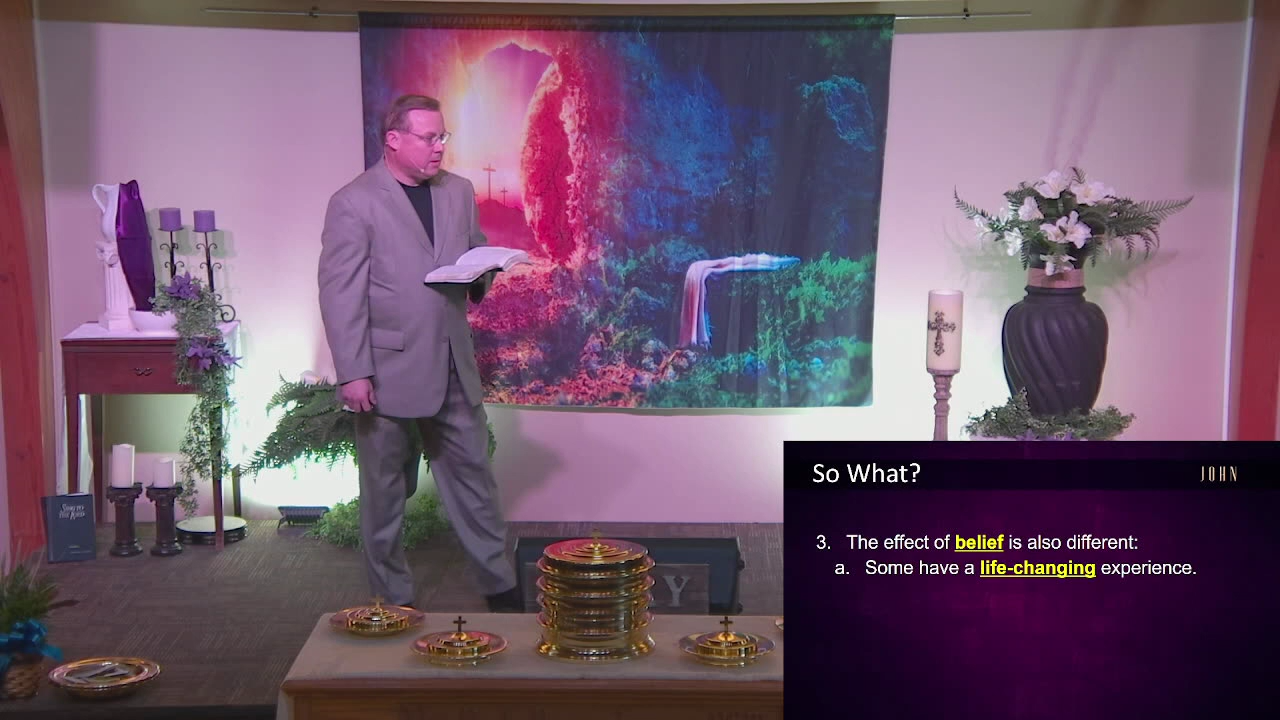 So What?
JOHN
3. The effect of belief is also different:
a. Some have a life-changing experience.